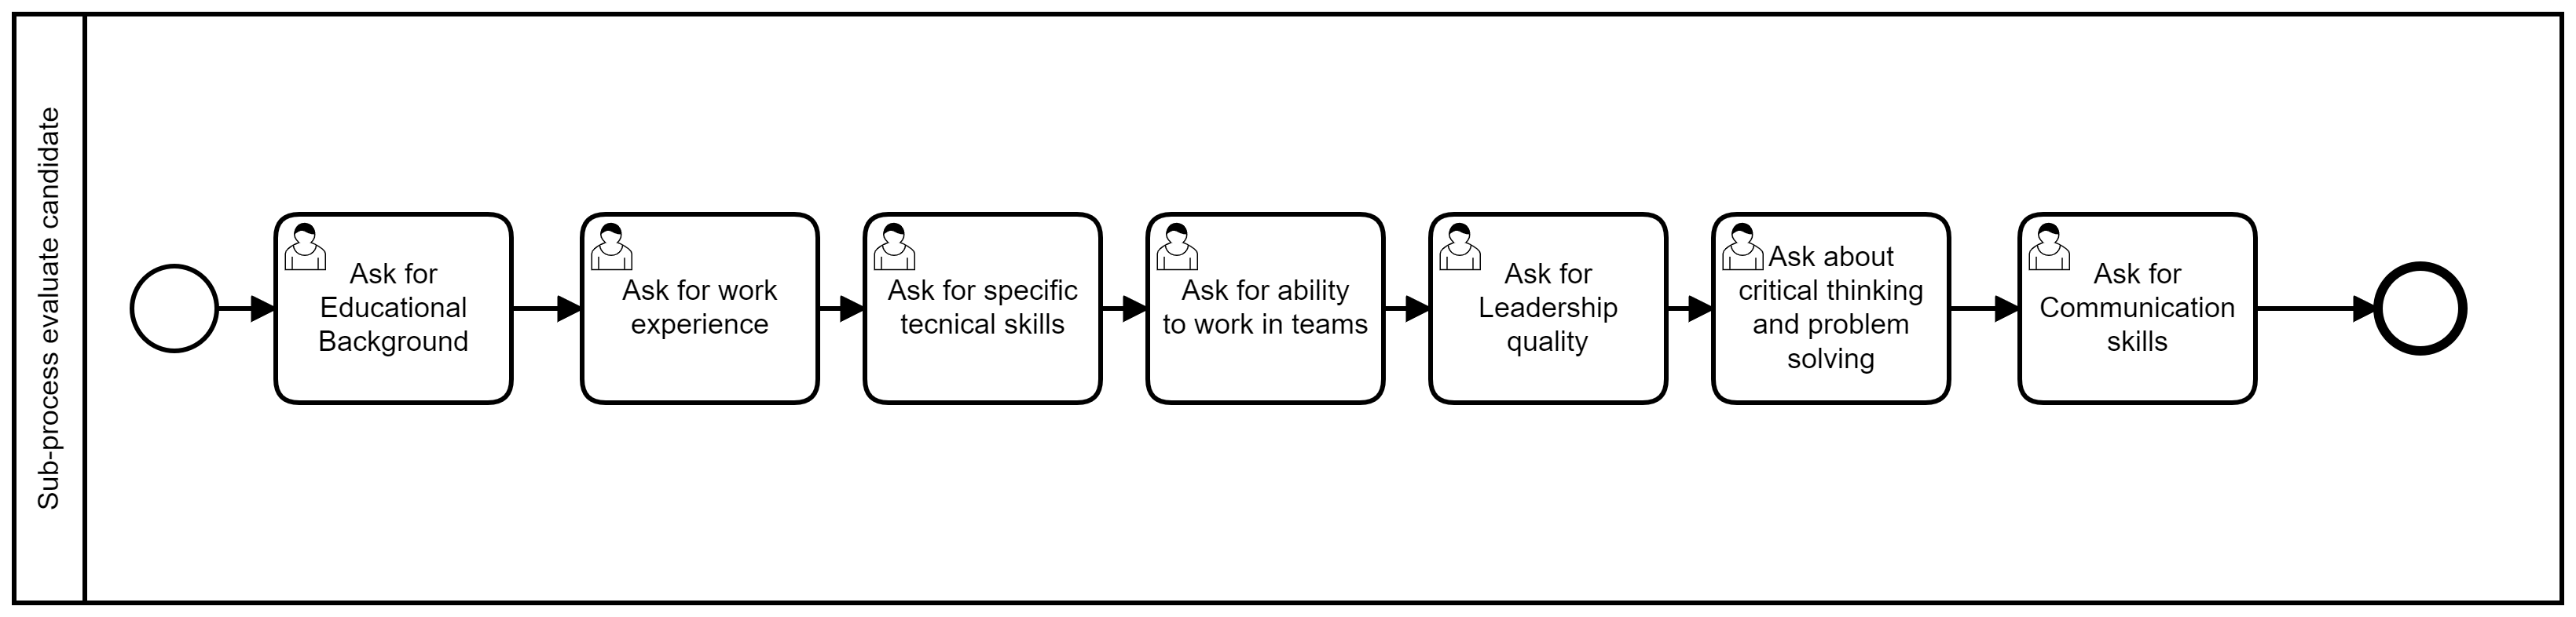 Sub-process evaluate candidate
Ask for
Educational
Background
Ask for work
experience
Ask for specific
tecnical skills
Ask for ability
to work in teams
Ask for
Leadership
quality
Ask about
critical thinking
and problem
solving
Ask for
Communication
skills